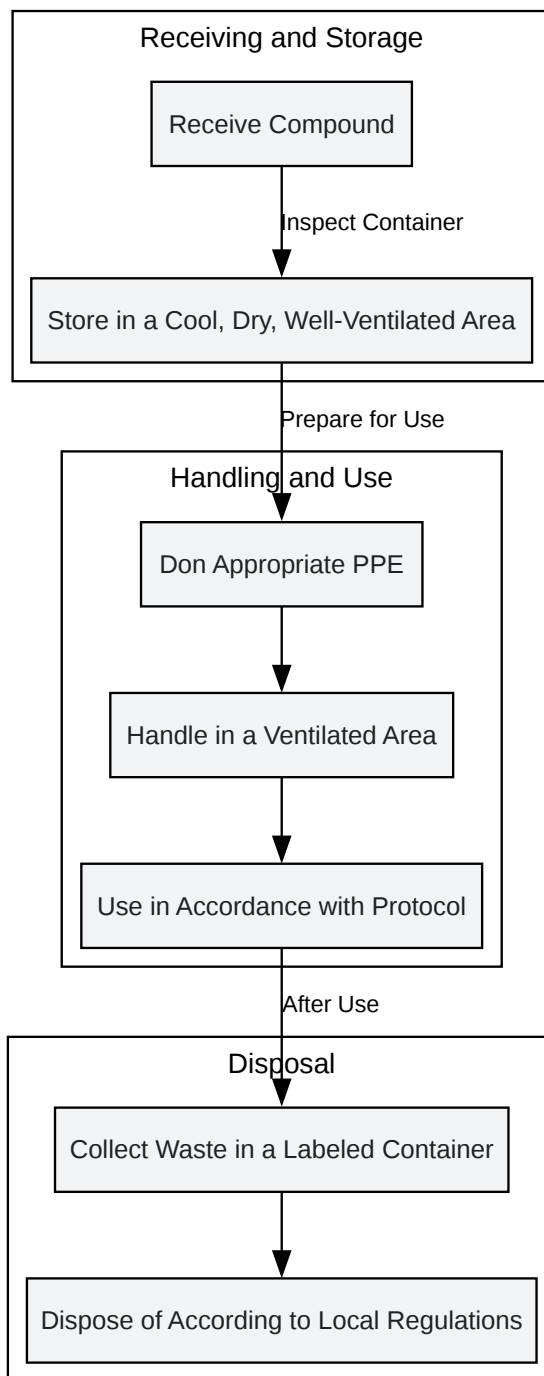 Receiving and Storage
Receive Compound
Inspect Container
Store in a Cool, Dry, Well-Ventilated Area
Prepare for Use
Handling and Use
Don Appropriate PPE
Handle in a Ventilated Area
Use in Accordance with Protocol
After Use
Disposal
Collect Waste in a Labeled Container
Dispose of According to Local Regulations